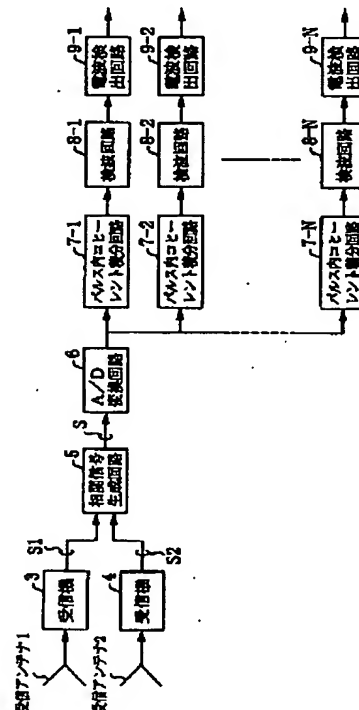 受信アンテナ1
3
受信機
S1
受信アンテナ2
4
受信機
S2
5
相関信号
生成回路
S
6
A/D
変換回路
7-1
パルス内コヒー
レント積分回路
8-1
検波回路
9-1
電波検
出回路
7-2
パルス内コヒー
レント積分回路
8-2
検波回路
9-2
電波検
出回路
7-N
パルス内コヒー
レント積分回路
8-N
検波回路
9-N
電波検
出回路